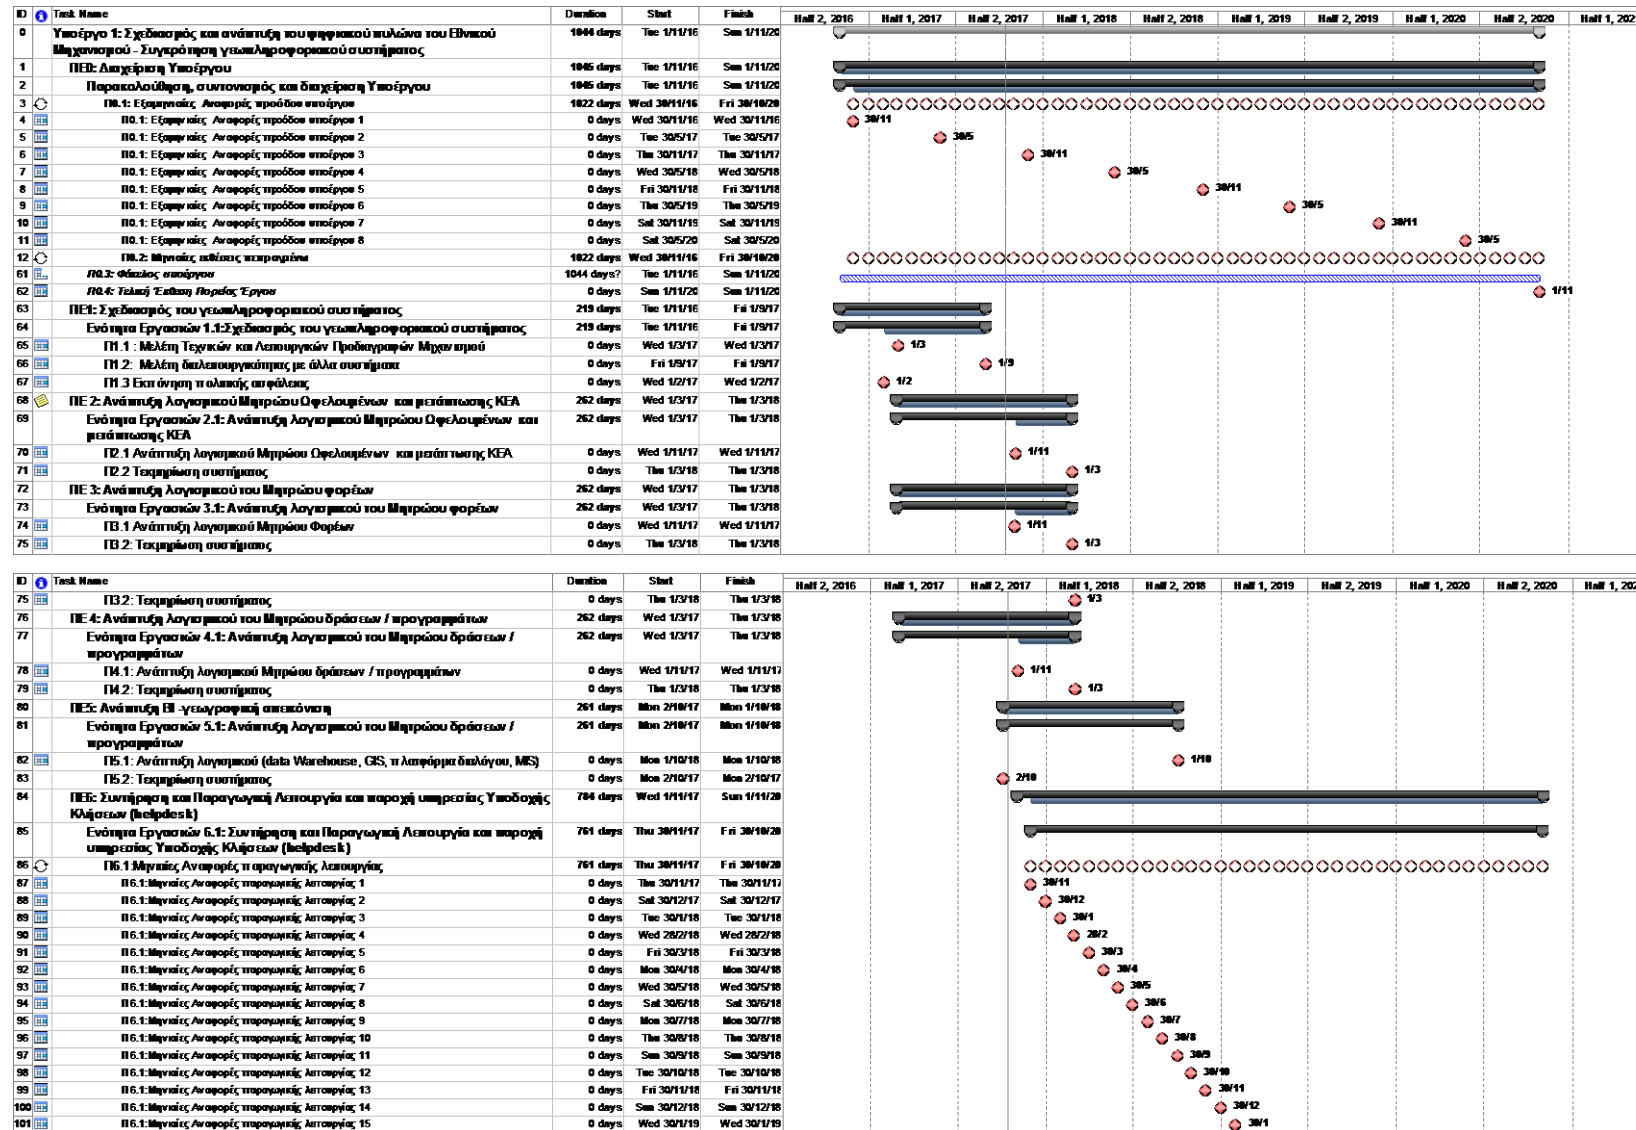 ID Task Name Duration Start Finish Half 2, 2016 Half 1, 2017 Half 2, 2017 Half 1, 2018 Half 2, 2018 Half 1, 2019 Half 2, 2019 Half 1, 2020 Half 2, 2020 Half 1, 202
0 Υποέργο 1: Σχεδιασμός και ανάπτυξη του ψηφιακού πυλώνα του Εθνικού 1044 days Tue 1/11/16 Sun 1/11/20
Μηχανισμού - Συγκρότηση γεωπληροφοριακού συστήματος
1 ΠΕ0: Διαχείριση Υποέργου 1045 days Tue 1/11/16 Sun 1/11/20
2 Παρακολούθηση, συντονισμός και διαχείριση Υποέργου 1045 days Tue 1/11/16 Sun 1/11/20
3 Π0.1: Εξαμηνιαίες Αναφορές προόδου υποέργου 1022 days Wed 30/11/16 Fri 30/10/20
4 Π0.1: Εξαμηνιαίες Αναφορές προόδου υποέργου 1 0 days Wed 30/11/16 Wed 30/11/16 30/11
5 Π0.1: Εξαμηνιαίες Αναφορές προόδου υποέργου 2 0 days Tue 30/5/17 Tue 30/5/17 30/5
6 Π0.1: Εξαμηνιαίες Αναφορές προόδου υποέργου 3 0 days Thu 30/11/17 Thu 30/11/17 30/11
7 Π0.1: Εξαμηνιαίες Αναφορές προόδου υποέργου 4 0 days Wed 30/5/18 Wed 30/5/18 30/5
8 Π0.1: Εξαμηνιαίες Αναφορές προόδου υποέργου 5 0 days Fri 30/11/18 Fri 30/11/18 30/11
9 Π0.1: Εξαμηνιαίες Αναφορές προόδου υποέργου 6 0 days Thu 30/5/19 Thu 30/5/19 30/5
10 Π0.1: Εξαμηνιαίες Αναφορές προόδου υποέργου 7 0 days Sat 30/11/19 Sat 30/11/19 30/11
11 Π0.1: Εξαμηνιαίες Αναφορές προόδου υποέργου 8 0 days Sat 30/5/20 Sat 30/5/20 30/5
12 Π0.2: Μηνιαίες εκθέσεις πεπραγμένω 1022 days Wed 30/11/16 Fri 30/10/20
61 Π0.3: Φάκελος υποέργου 1044 days? Tue 1/11/16 Sun 1/11/20
62 Π0.4: Τελική Έκθεση Πορείας Έργου 0 days Sun 1/11/20 Sun 1/11/20 1/11
63 ΠΕ1: Σχεδιασμός του γεωπληροφοριακού συστήματος 219 days Tue 1/11/16 Fri 1/9/17
64 Ενότητα Εργασιών 1.1:Σχεδιασμός του γεωπληροφοριακού συστήματος 219 days Tue 1/11/16 Fri 1/9/17
65 Π1.1 : Μελέτη Τεχνικών και Λειτουργικών Προδιαγραφών Μηχανισμού 0 days Wed 1/3/17 Wed 1/3/17 1/3
66 Π1.2: Μελέτη διαλειτουργικότητας με άλλα συστήματα 0 days Fri 1/9/17 Fri 1/9/17 1/9
67 Π1.3 Εκπόνηση πολιτικής ασφάλειας 0 days Wed 1/2/17 Wed 1/2/17 1/2
68 ΠΕ 2: Ανάπτυξη λογισμικού Μητρώου Ωφελουμένων και μετάπτωσης ΚΕΑ 262 days Wed 1/3/17 Thu 1/3/18
69 Ενότητα Εργασιών 2.1: Ανάπτυξη λογισμικού Μητρώου Ωφελουμένων και 262 days Wed 1/3/17 Thu 1/3/18
μετάπτωσης ΚΕΑ
70 Π2.1 Ανάπτυξη λογισμικού Μητρώου Ωφελουμένων και μετάπτωσης ΚΕΑ 0 days Wed 1/11/17 Wed 1/11/17 1/11
71 Π2.2 Τεκμηρίωση συστήματος 0 days Thu 1/3/18 Thu 1/3/18 1/3
72 ΠΕ 3: Ανάπτυξη λογισμικού του Μητρώου φορέων 262 days Wed 1/3/17 Thu 1/3/18
73 Ενότητα Εργασιών 3.1: Ανάπτυξη λογισμικού του Μητρώου φορέων 262 days Wed 1/3/17 Thu 1/3/18
74 Π3.1 Ανάπτυξη λογισμικού Μητρώου Φορέων 0 days Wed 1/11/17 Wed 1/11/17 1/11
75 Π3.2: Τεκμηρίωση συστήματος 0 days Thu 1/3/18 Thu 1/3/18 1/3
ID Task Name Duration Start Finish Half 2, 2016 Half 1, 2017 Half 2, 2017 Half 1, 2018 Half 2, 2018 Half 1, 2019 Half 2, 2019 Half 1, 2020 Half 2, 2020 Half 1, 202
75 Π3.2: Τεκμηρίωση συστήματος 0 days Thu 1/3/18 Thu 1/3/18 1/3
76 ΠΕ 4: Ανάπτυξη λογισμικού του Μητρώου δράσεων / προγραμμάτων 262 days Wed 1/3/17 Thu 1/3/18
77 Ενότητα Εργασιών 4.1: Ανάπτυξη λογισμικού του Μητρώου δράσεων / 262 days Wed 1/3/17 Thu 1/3/18
προγραμμάτων
78 Π4.1: Ανάπτυξη λογισμικού Μητρώου δράσεων / προγραμμάτων 0 days Wed 1/11/17 Wed 1/11/17 1/11
79 Π4.2: Τεκμηρίωση συστήματος 0 days Thu 1/3/18 Thu 1/3/18 1/3
80 ΠΕ5: Ανάπτυξη ΒΙ -γεωγραφική απεικόνιση 261 days Mon 2/10/17 Mon 1/10/18
81 Ενότητα Εργασιών 5.1: Ανάπτυξη λογισμικού του Μητρώου δράσεων / 261 days Mon 2/10/17 Mon 1/10/18
προγραμμάτων
82 Π5.1: Ανάπτυξη λογισμικού (data Warehouse, GIS, πλατφόρμα διαλόγου, MIS) 0 days Mon 1/10/18 Mon 1/10/18 1/10
83 Π5.2: Τεκμηρίωση συστήματος 0 days Mon 2/10/17 Mon 2/10/17 2/10
84 ΠΕ6: Συντήρηση και Παραγωγική Λειτουργία και παροχή υπηρεσίας Υποδοχής 784 days Wed 1/11/17 Sun 1/11/20
Κλήσεων (helpdesk)
85 Ενότητα Εργασιών 6.1: Συντήρηση και Παραγωγική Λειτουργία και παροχή 761 days Thu 30/11/17 Fri 30/10/20
υπηρεσίας Υποδοχής Κλήσεων (helpdesk)
86 Π6.1:Μηνιαίες Αναφορές παραγωγικής λειτουργίας 761 days Thu 30/11/17 Fri 30/10/20
87 Π6.1:Μηνιαίες Αναφορές παραγωγικής λειτουργίας 1 0 days Thu 30/11/17 Thu 30/11/17 30/11
88 Π6.1:Μηνιαίες Αναφορές παραγωγικής λειτουργίας 2 0 days Sat 30/12/17 Sat 30/12/17 30/12
89 Π6.1:Μηνιαίες Αναφορές παραγωγικής λειτουργίας 3 0 days Tue 30/1/18 Tue 30/1/18 30/1
90 Π6.1:Μηνιαίες Αναφορές παραγωγικής λειτουργίας 4 0 days Wed 28/2/18 Wed 28/2/18 28/2
91 Π6.1:Μηνιαίες Αναφορές παραγωγικής λειτουργίας 5 0 days Fri 30/3/18 Fri 30/3/18 30/3
92 Π6.1:Μηνιαίες Αναφορές παραγωγικής λειτουργίας 6 0 days Mon 30/4/18 Mon 30/4/18 30/4
93 Π6.1:Μηνιαίες Αναφορές παραγωγικής λειτουργίας 7 0 days Wed 30/5/18 Wed 30/5/18 30/5
94 Π6.1:Μηνιαίες Αναφορές παραγωγικής λειτουργίας 8 0 days Sat 30/6/18 Sat 30/6/18 30/6
95 Π6.1:Μηνιαίες Αναφορές παραγωγικής λειτουργίας 9 0 days Mon 30/7/18 Mon 30/7/18 30/7
96 Π6.1:Μηνιαίες Αναφορές παραγωγικής λειτουργίας 10 0 days Thu 30/8/18 Thu 30/8/18 30/8
97 Π6.1:Μηνιαίες Αναφορές παραγωγικής λειτουργίας 11 0 days Sun 30/9/18 Sun 30/9/18 30/9
98 Π6.1:Μηνιαίες Αναφορές παραγωγικής λειτουργίας 12 0 days Tue 30/10/18 Tue 30/10/18 30/10
99 Π6.1:Μηνιαίες Αναφορές παραγωγικής λειτουργίας 13 0 days Fri 30/11/18 Fri 30/11/18 30/11
100 Π6.1:Μηνιαίες Αναφορές παραγωγικής λειτουργίας 14 0 days Sun 30/12/18 Sun 30/12/18 30/12
101 Π6.1:Μηνιαίες Αναφορές παραγωγικής λειτουργίας 15 0 days Wed 30/1/19 Wed 30/1/19 30/1